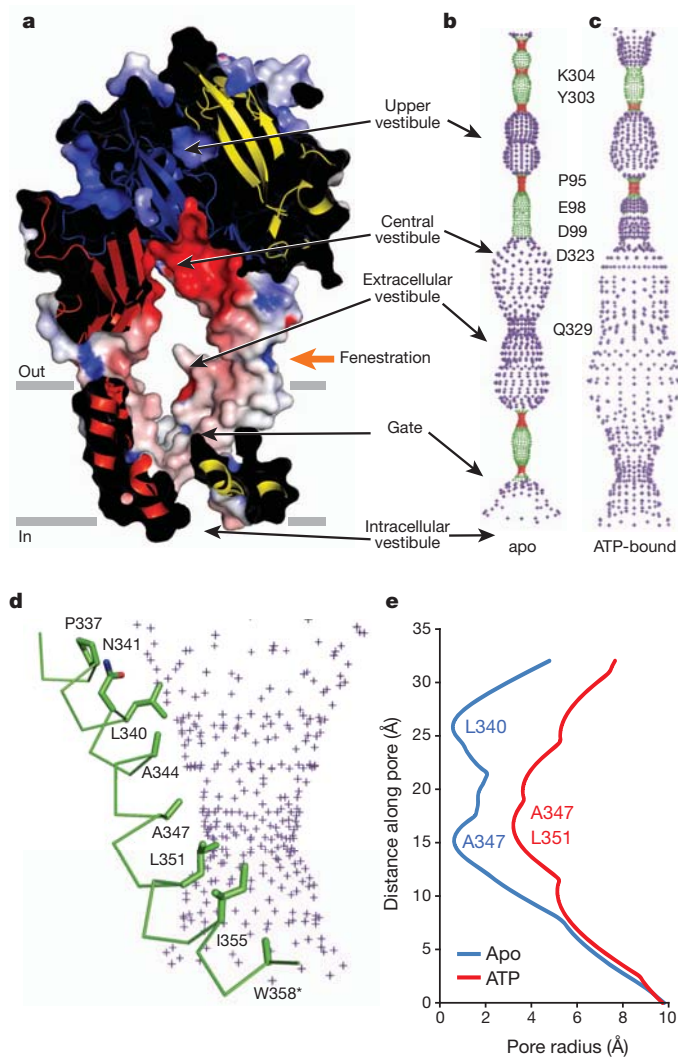 a
b
c
K304
Y303
Upper
vestibule
P95
E98
D99
Central
vestibule
D323
Extracellular
vestibule
Q329
Fenestration
Out
Gate
In
Intracellular
vestibule
apo
ATP-bound
d
e
P337
N341
L340
A344
A347
L351
I355
W358*
35
30
25
20
15
10
5
0
Distance along pore (Å)
L340
A347
L351
A347
Apo
ATP
0
2
4
6
8
10
Pore radius (Å)